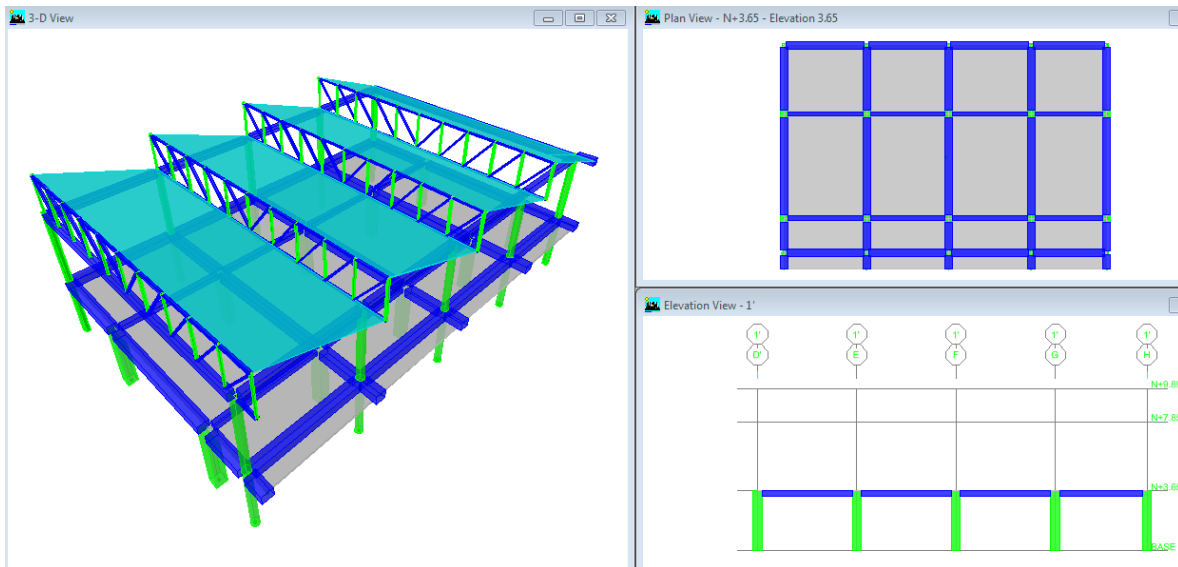 3-D View
Plan View - N+3.65 - Elevation 3.65
Elevation View - 1'
1' 1' 1' 1' 1'
D' E F G H
BASE